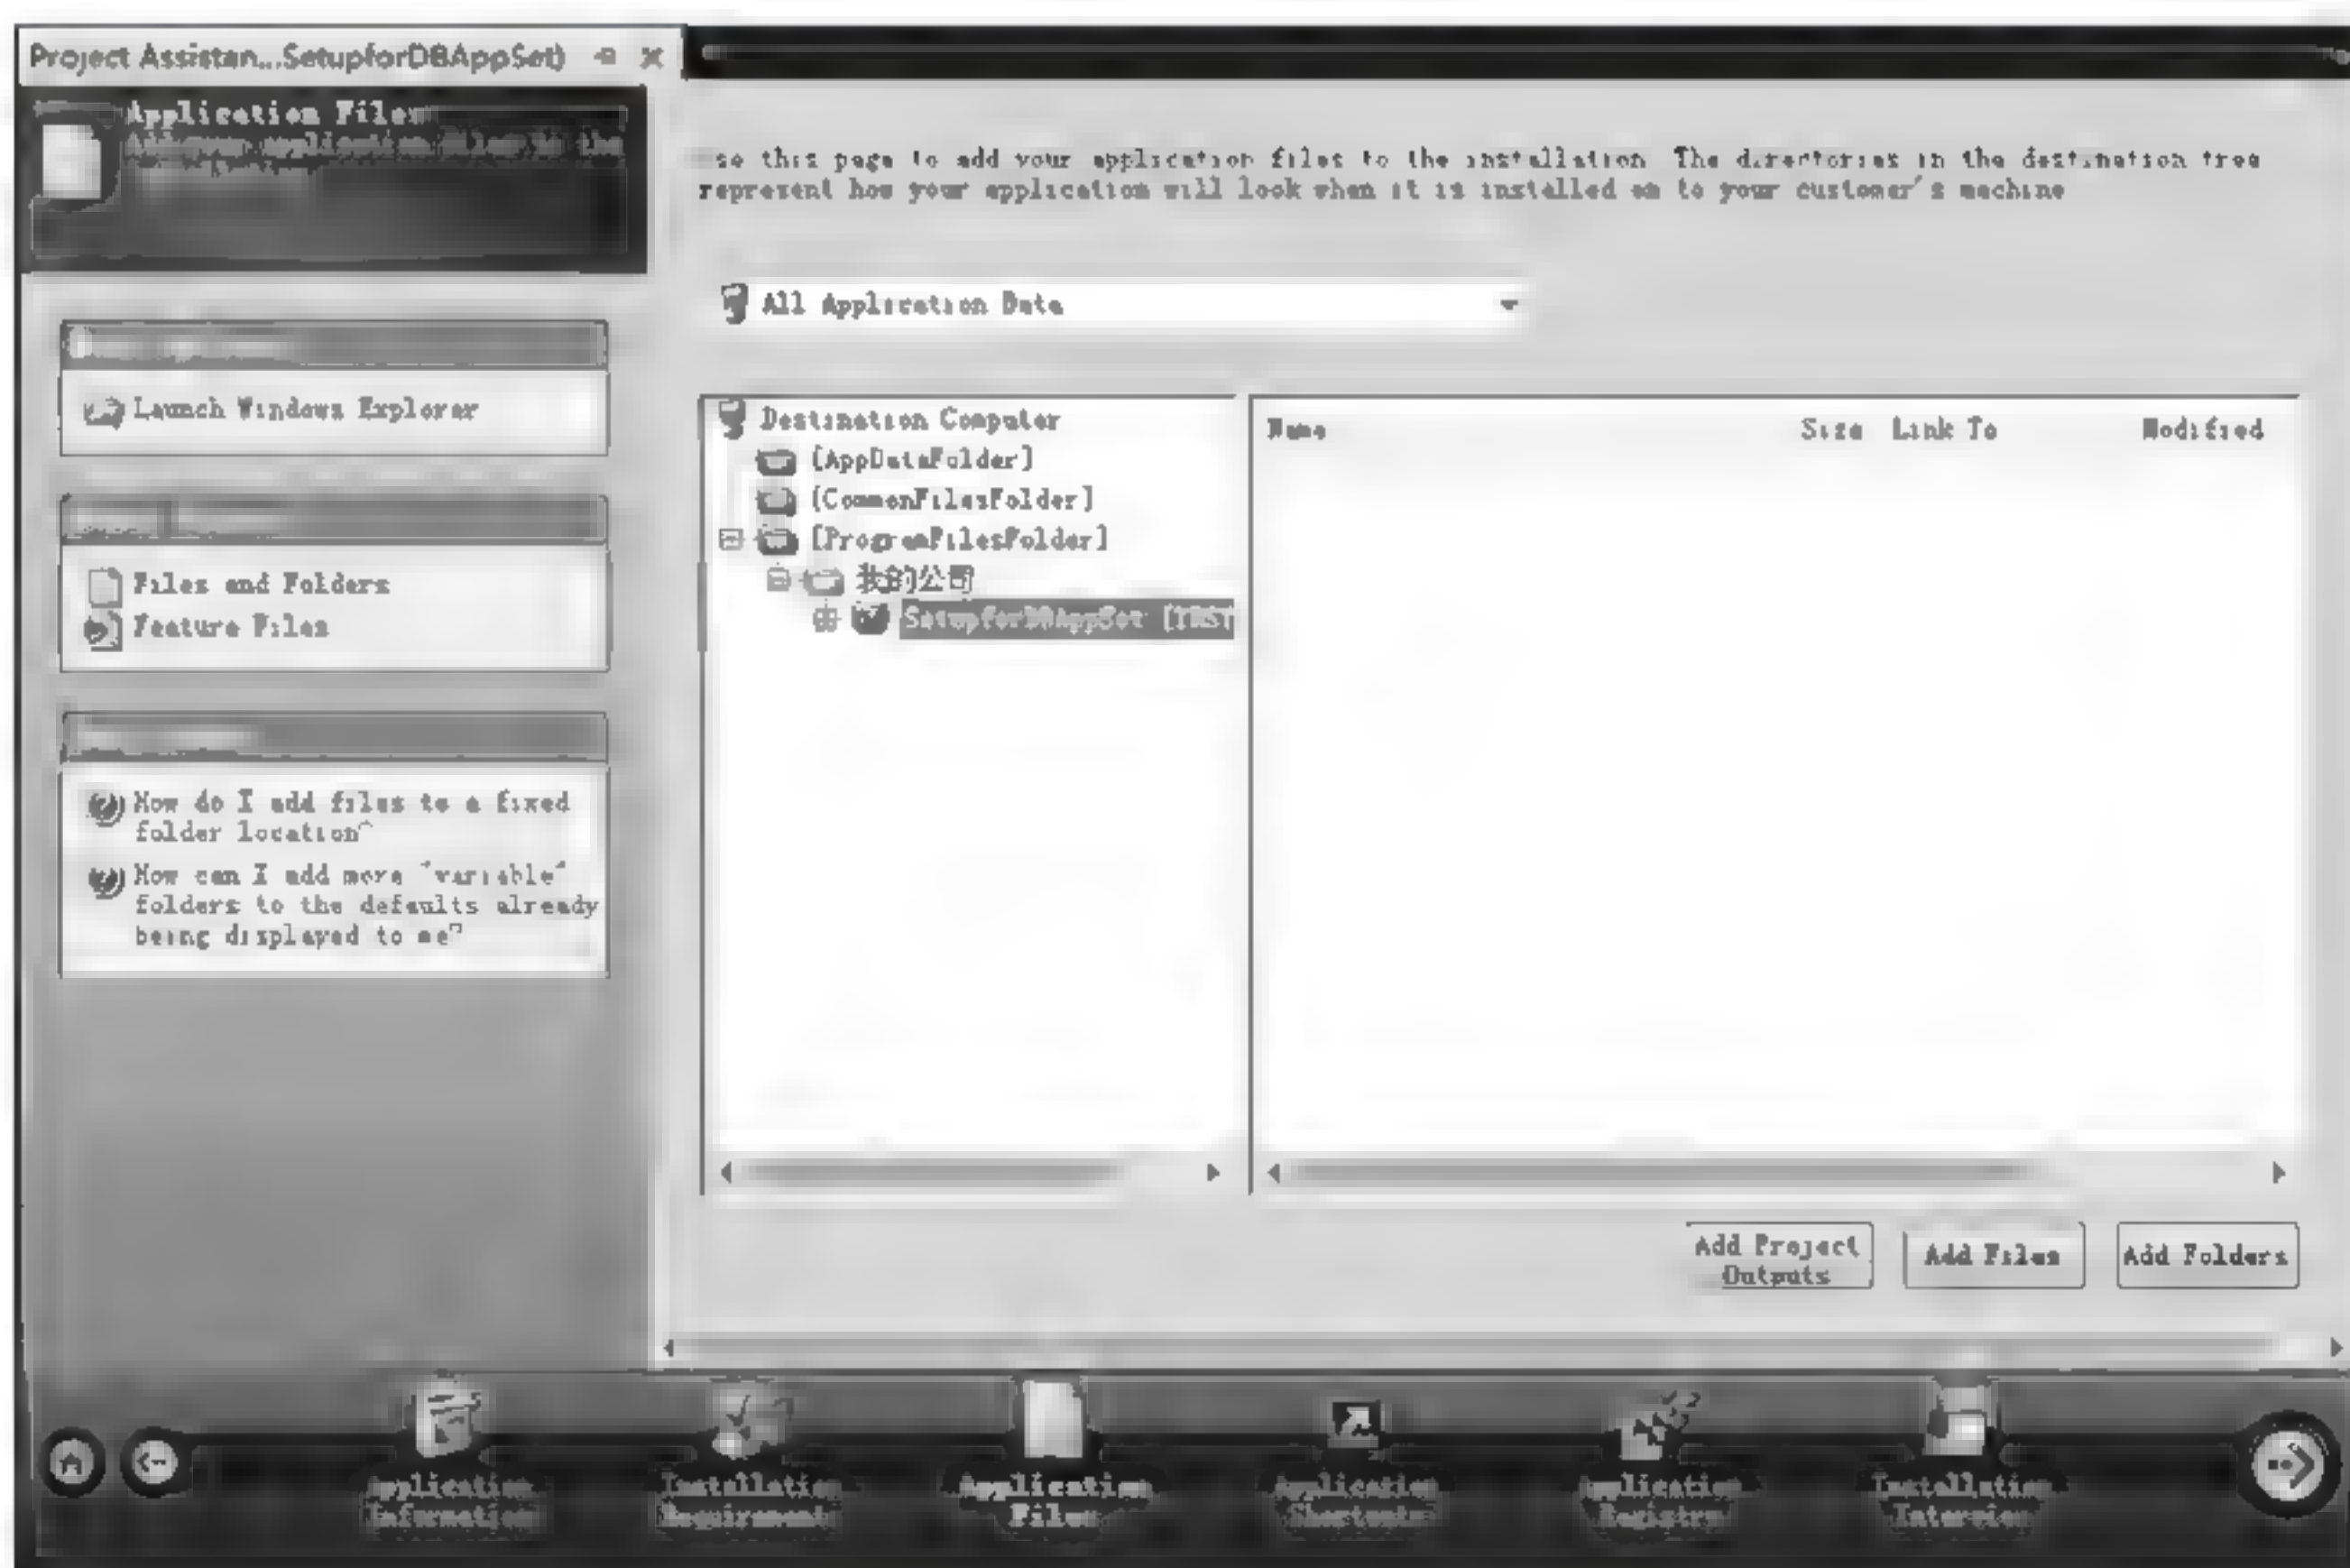 Project Assistan...SetupforDBAppSet)
Application Files
se this page to add your application files to the installation The directories in the destination tree
represent how your application will look when it is installed on to your customer's machine
All Application Data
Launch Windows Explorer
Files and Folders
Feature Files
How do I add files to a fixed
folder location
How can I add more "variable"
folders to the defaults already
being displayed to me?
Destination Computer
[AppDataFolder]
[CommonFilesFolder]
[ProgramFilesFolder]
我的公司
SetupforDBAppSet [INST
Name Size Link To Modified
Add Project
Outputs
Add Files
Add Folders
Application
Information
Installation
Requirements
Application
Files
Application
Shortcuts
Application
Registry
Installation
Interview